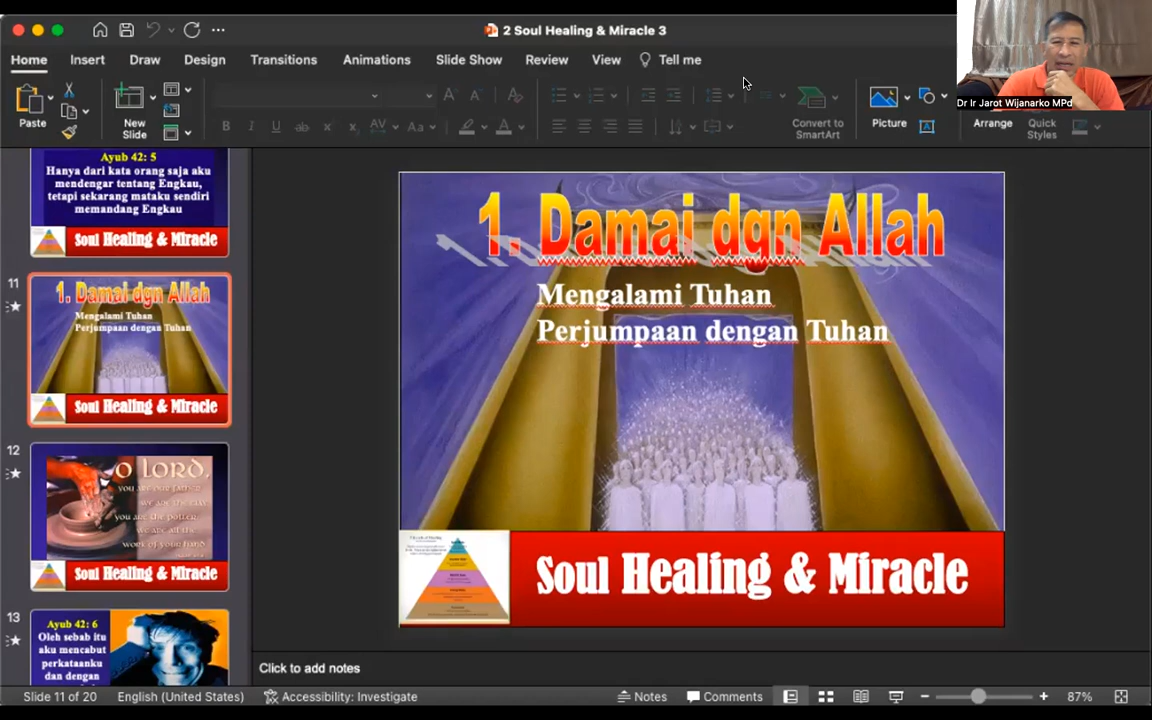 2 Soul Healing & Miracle 3
Home Insert Draw Design Transitions Animations Slide Show Review View Tell me
Paste
New
Slide
Convert to
SmartArt
Picture
Arrange
Quick
Styles
Dr Ir Jarot Wijanarko MPd
Ayub 42: 5
Hanya dari kata orang saja aku
mendengar tentang Engkau,
tetapi sekarang mataku sendiri
memandang Engkau
Soul Healing & Miracle
11
1. Damai dgn Allah
Mengalami Tuhan
Perjumpaan dengan Tuhan
Soul Healing & Miracle
12
O LORD,
YOU ARE OUR FATHER
WE ARE THE CLAY
YOU ARE THE POTTER
WE ARE ALL THE
WORK OF YOUR HAND
Soul Healing & Miracle
13
Ayub 42: 6
Oleh sebab itu
aku mencabut
perkataanku
dan dengan
1. Damai dgn Allah
Mengalami Tuhan
Perjumpaan dengan Tuhan
Soul Healing & Miracle
Click to add notes
Slide 11 of 20 English (United States) Accessibility: Investigate Notes Comments 87%